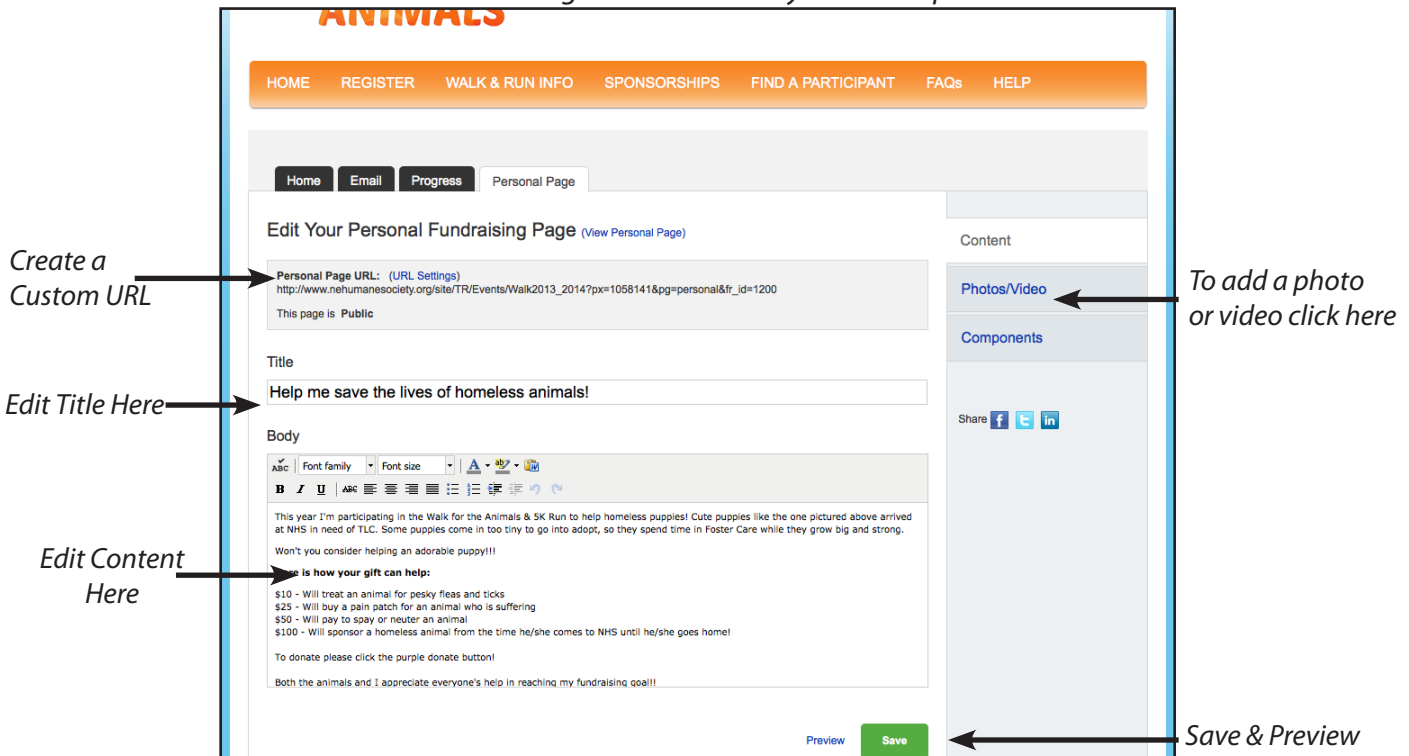 ANIMALS
HOME REGISTER WALK & RUN INFO SPONSORSHIPS FIND A PARTICIPANT FAQs HELP
Home Email Progress Personal Page
Edit Your Personal Fundraising Page (View Personal Page)
Create a
Custom URL
Personal Page URL: (URL Settings)
http://www.nehumanesociety.org/site/TR/Events/Walk2013_2014?px=1058141&pg=personal&fr_id=1200
This page is Public
Content
Photos/Video
Components
To add a photo
or video click here
Title
Edit Title Here
Help me save the lives of homeless animals!
Share f t in
Body
ABC Font family Font size A ab W
B I U ABC
This year I'm participating in the Walk for the Animals & 5K Run to help homeless puppies! Cute puppies like the one pictured above arrived
at NHS in need of TLC. Some puppies come in too tiny to go into adopt, so they spend time in Foster Care while they grow big and strong.
Won't you consider helping an adorable puppy!!!
Edit Content
Here
is how your gift can help:
$10 - Will treat an animal for pesky fleas and ticks
$25 - Will buy a pain patch for an animal who is suffering
$50 - Will pay to spay or neuter an animal
$100 - Will sponsor a homeless animal from the time he/she comes to NHS until he/she goes home!
To donate please click the purple donate button!
Both the animals and I appreciate everyone's help in reaching my fundraising goal!!
Preview Save
Save & Preview